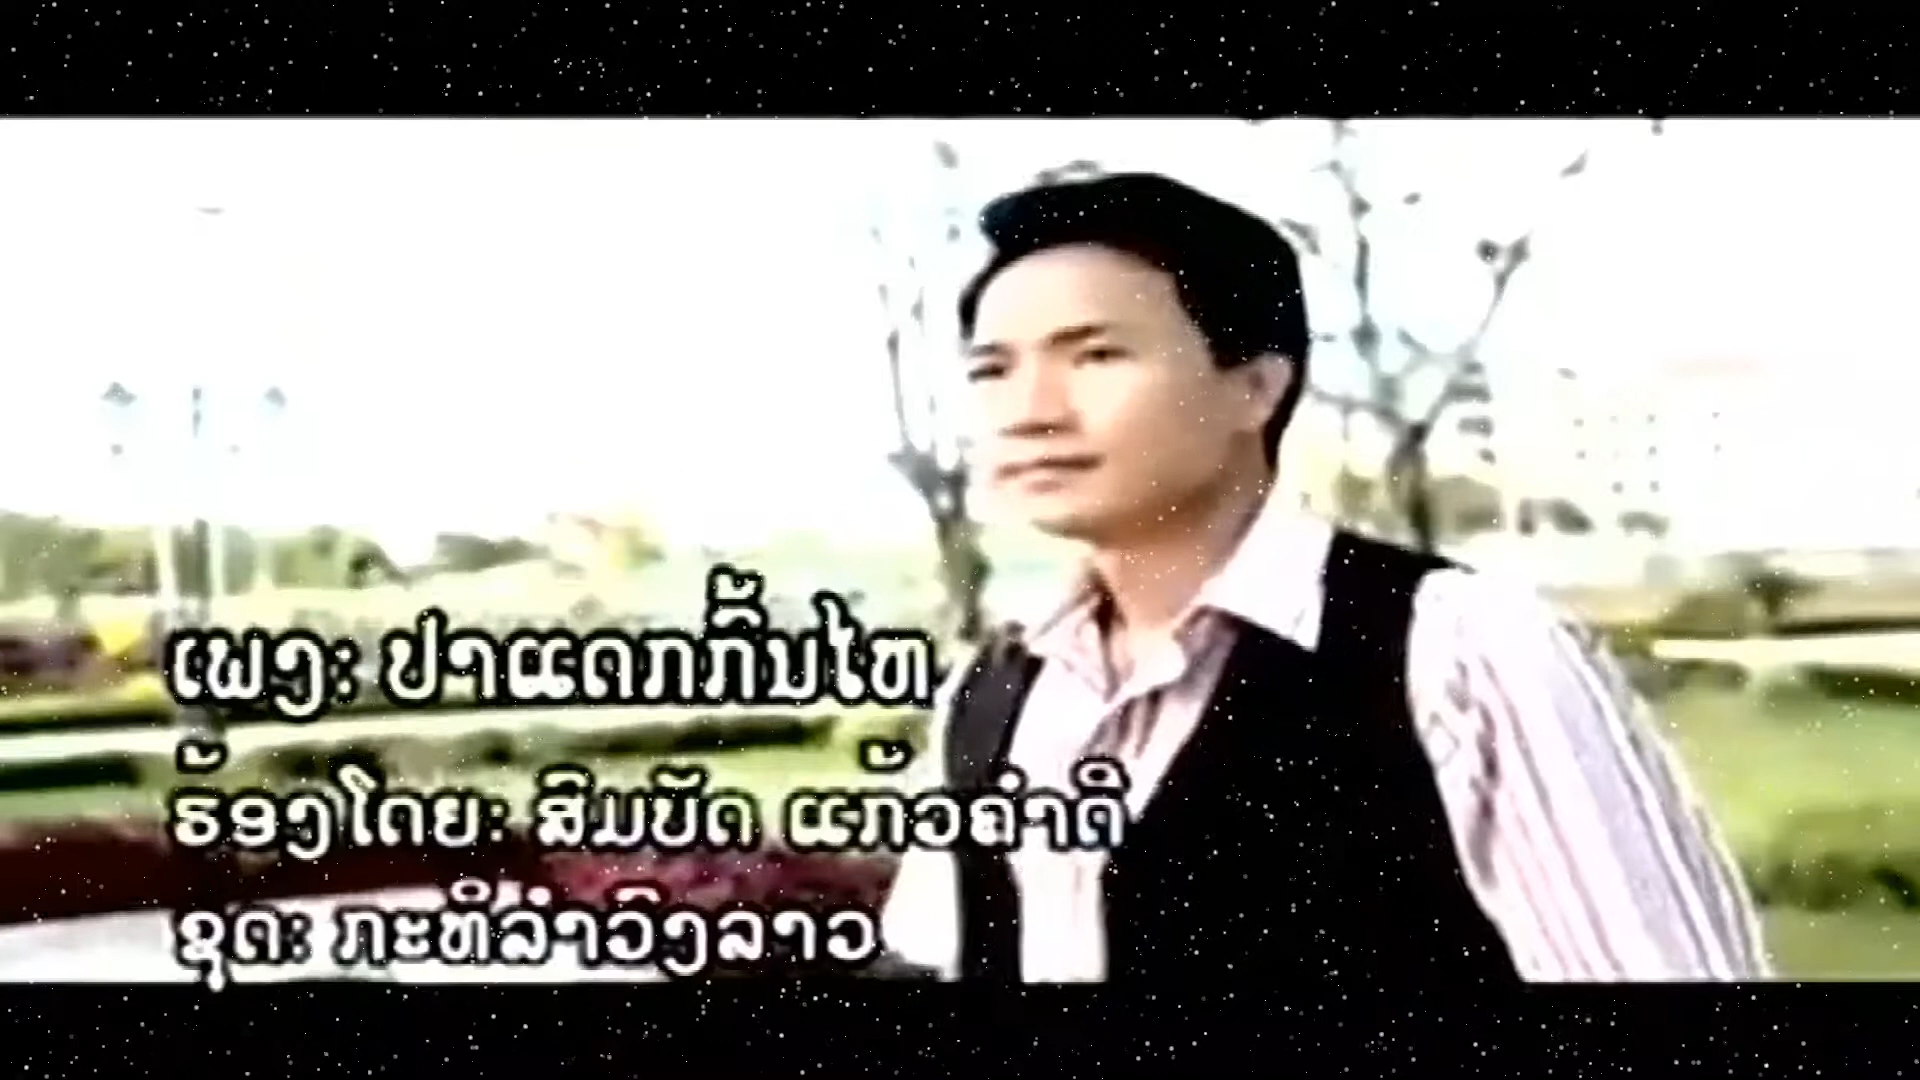 ເພງ: ປາແດກກົ້ນໄຫ
ຮ້ອງໂດຍ: ສົມບັດ ແກ້ວຄຳດີ
ຊຸດ: ກະທິລຳວົງລາວ